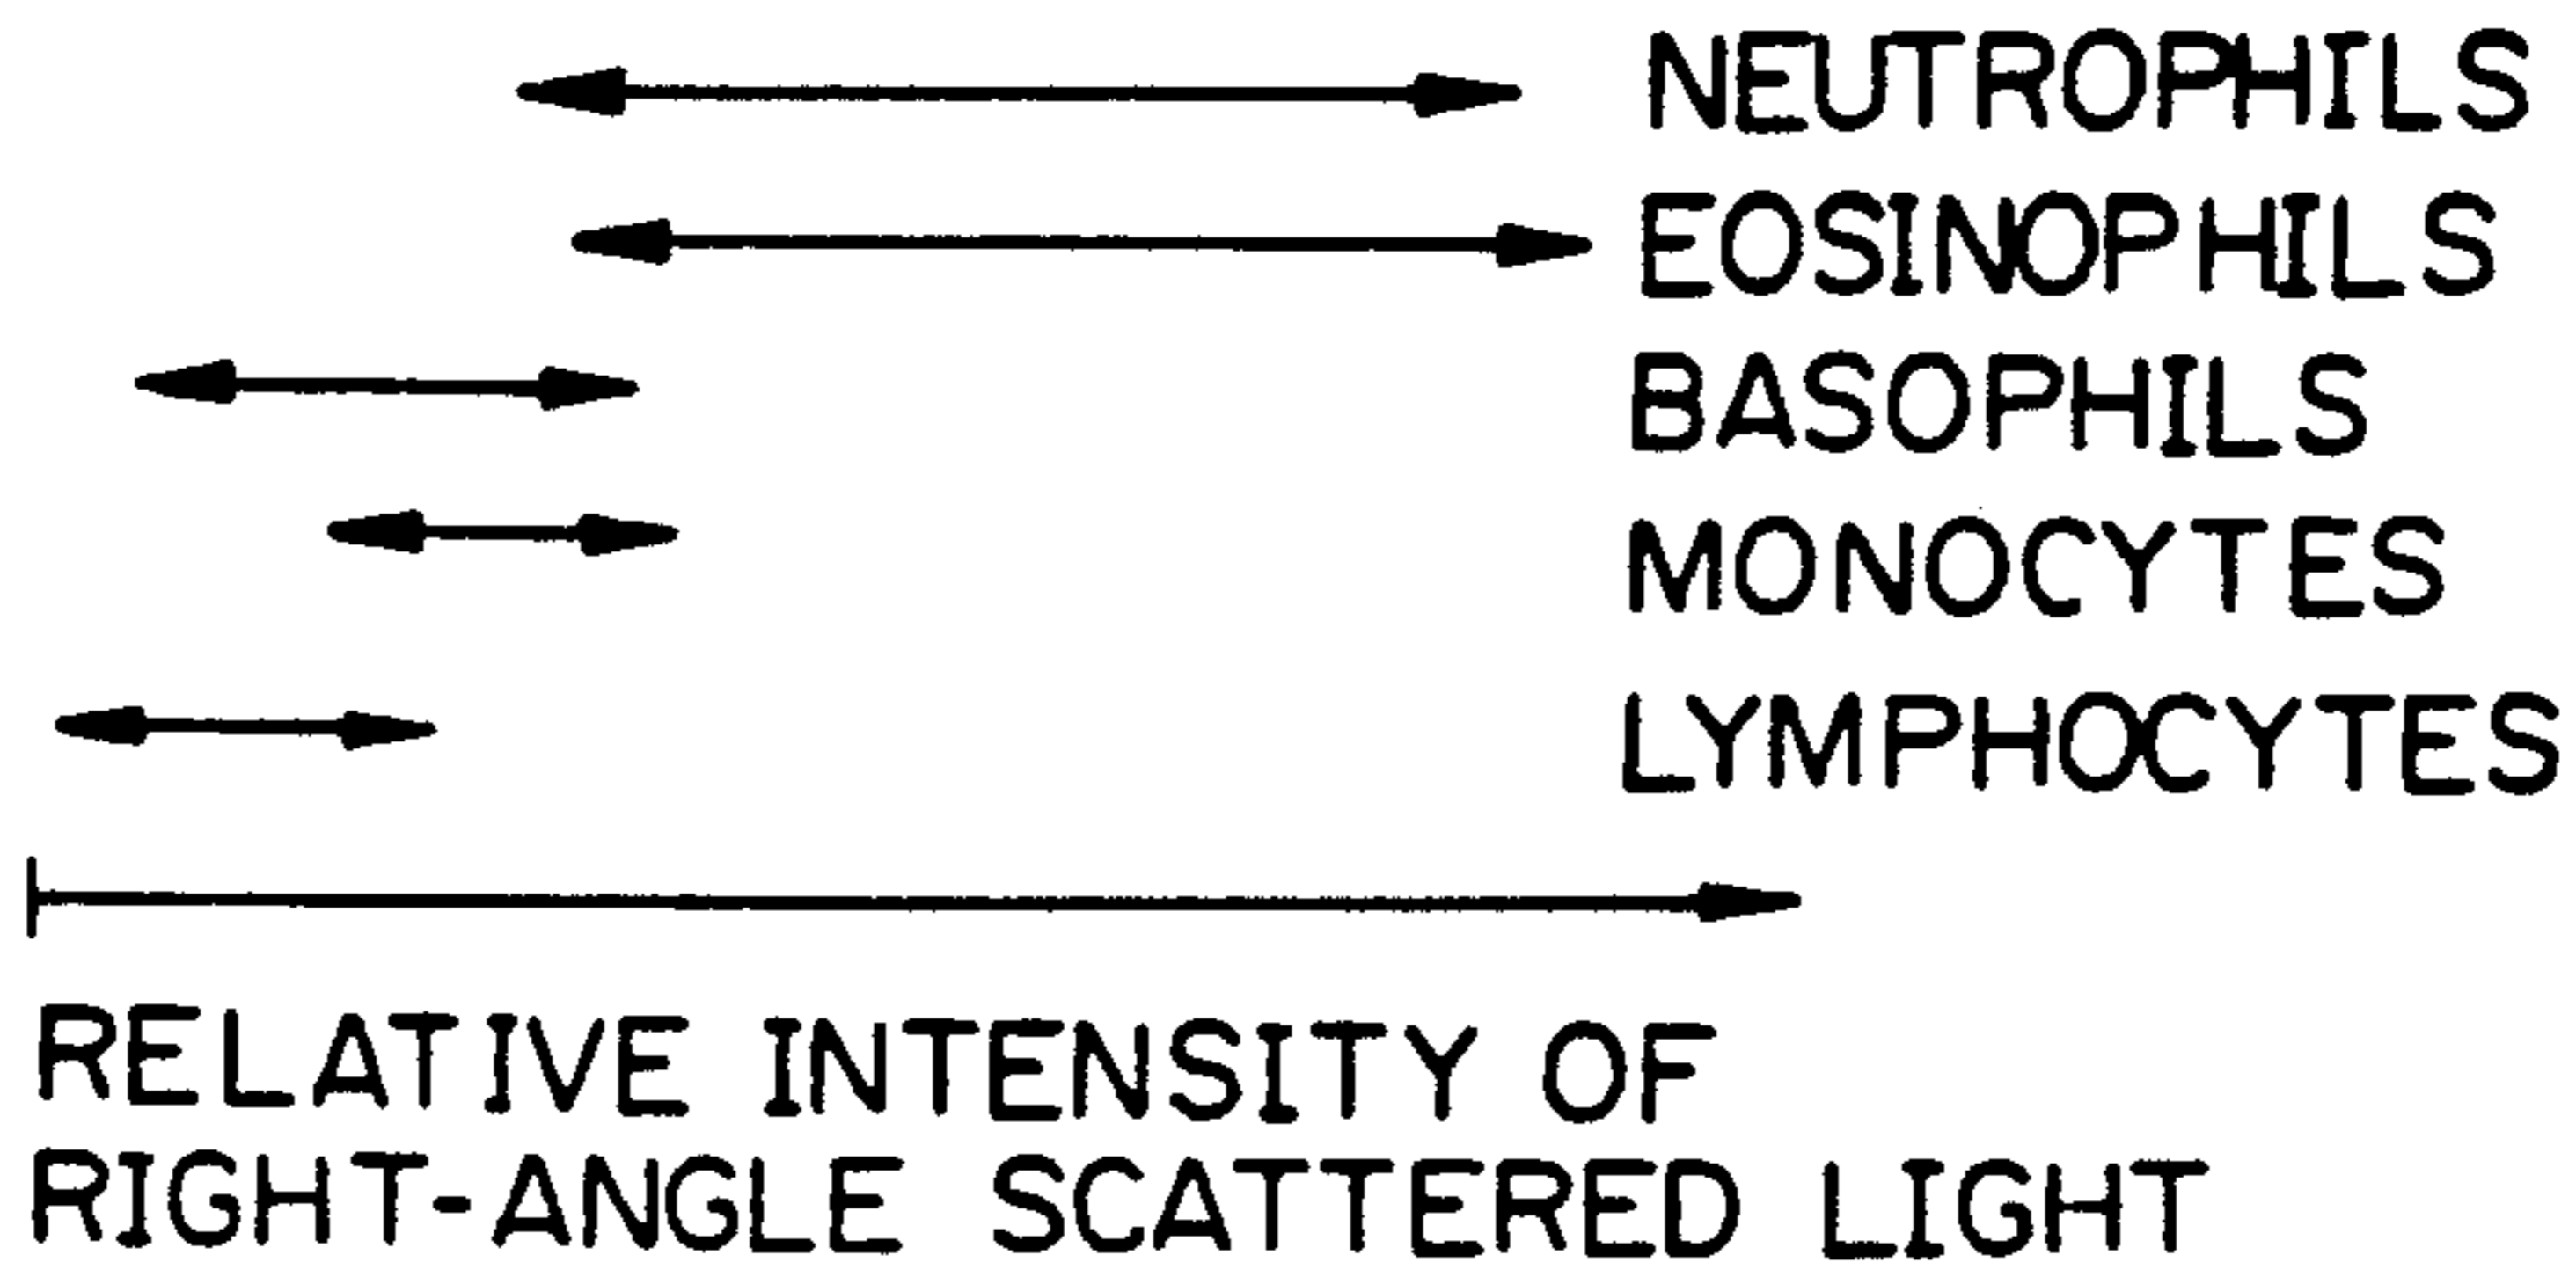 NEUTROPHILS
EOSINOPHILS
BASOPHILS
MONOCYTES
LYMPHOCYTES
RELATIVE INTENSITY OF
RIGHT-ANGLE SCATTERED LIGHT